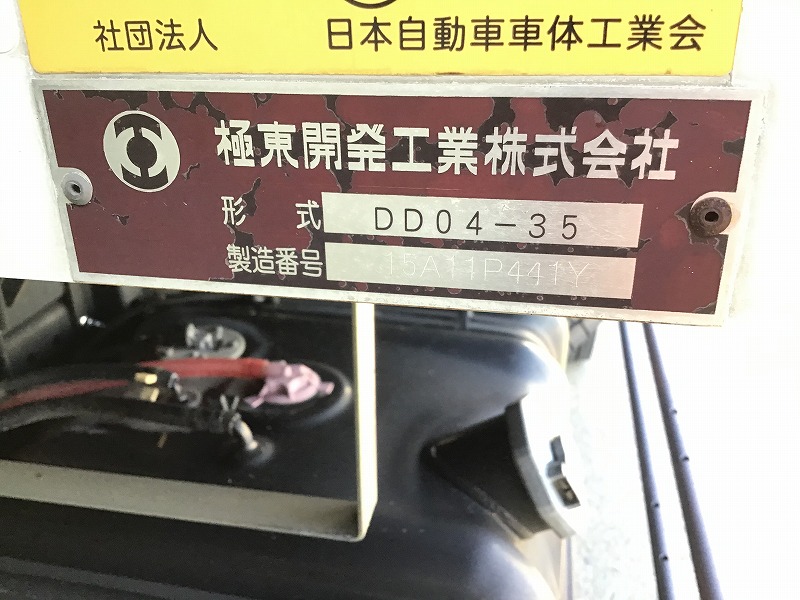 社団法人 日本自動車車体工業会
極東開発工業株式会社
形式 DD04-35
製造番号 15A11P441Y